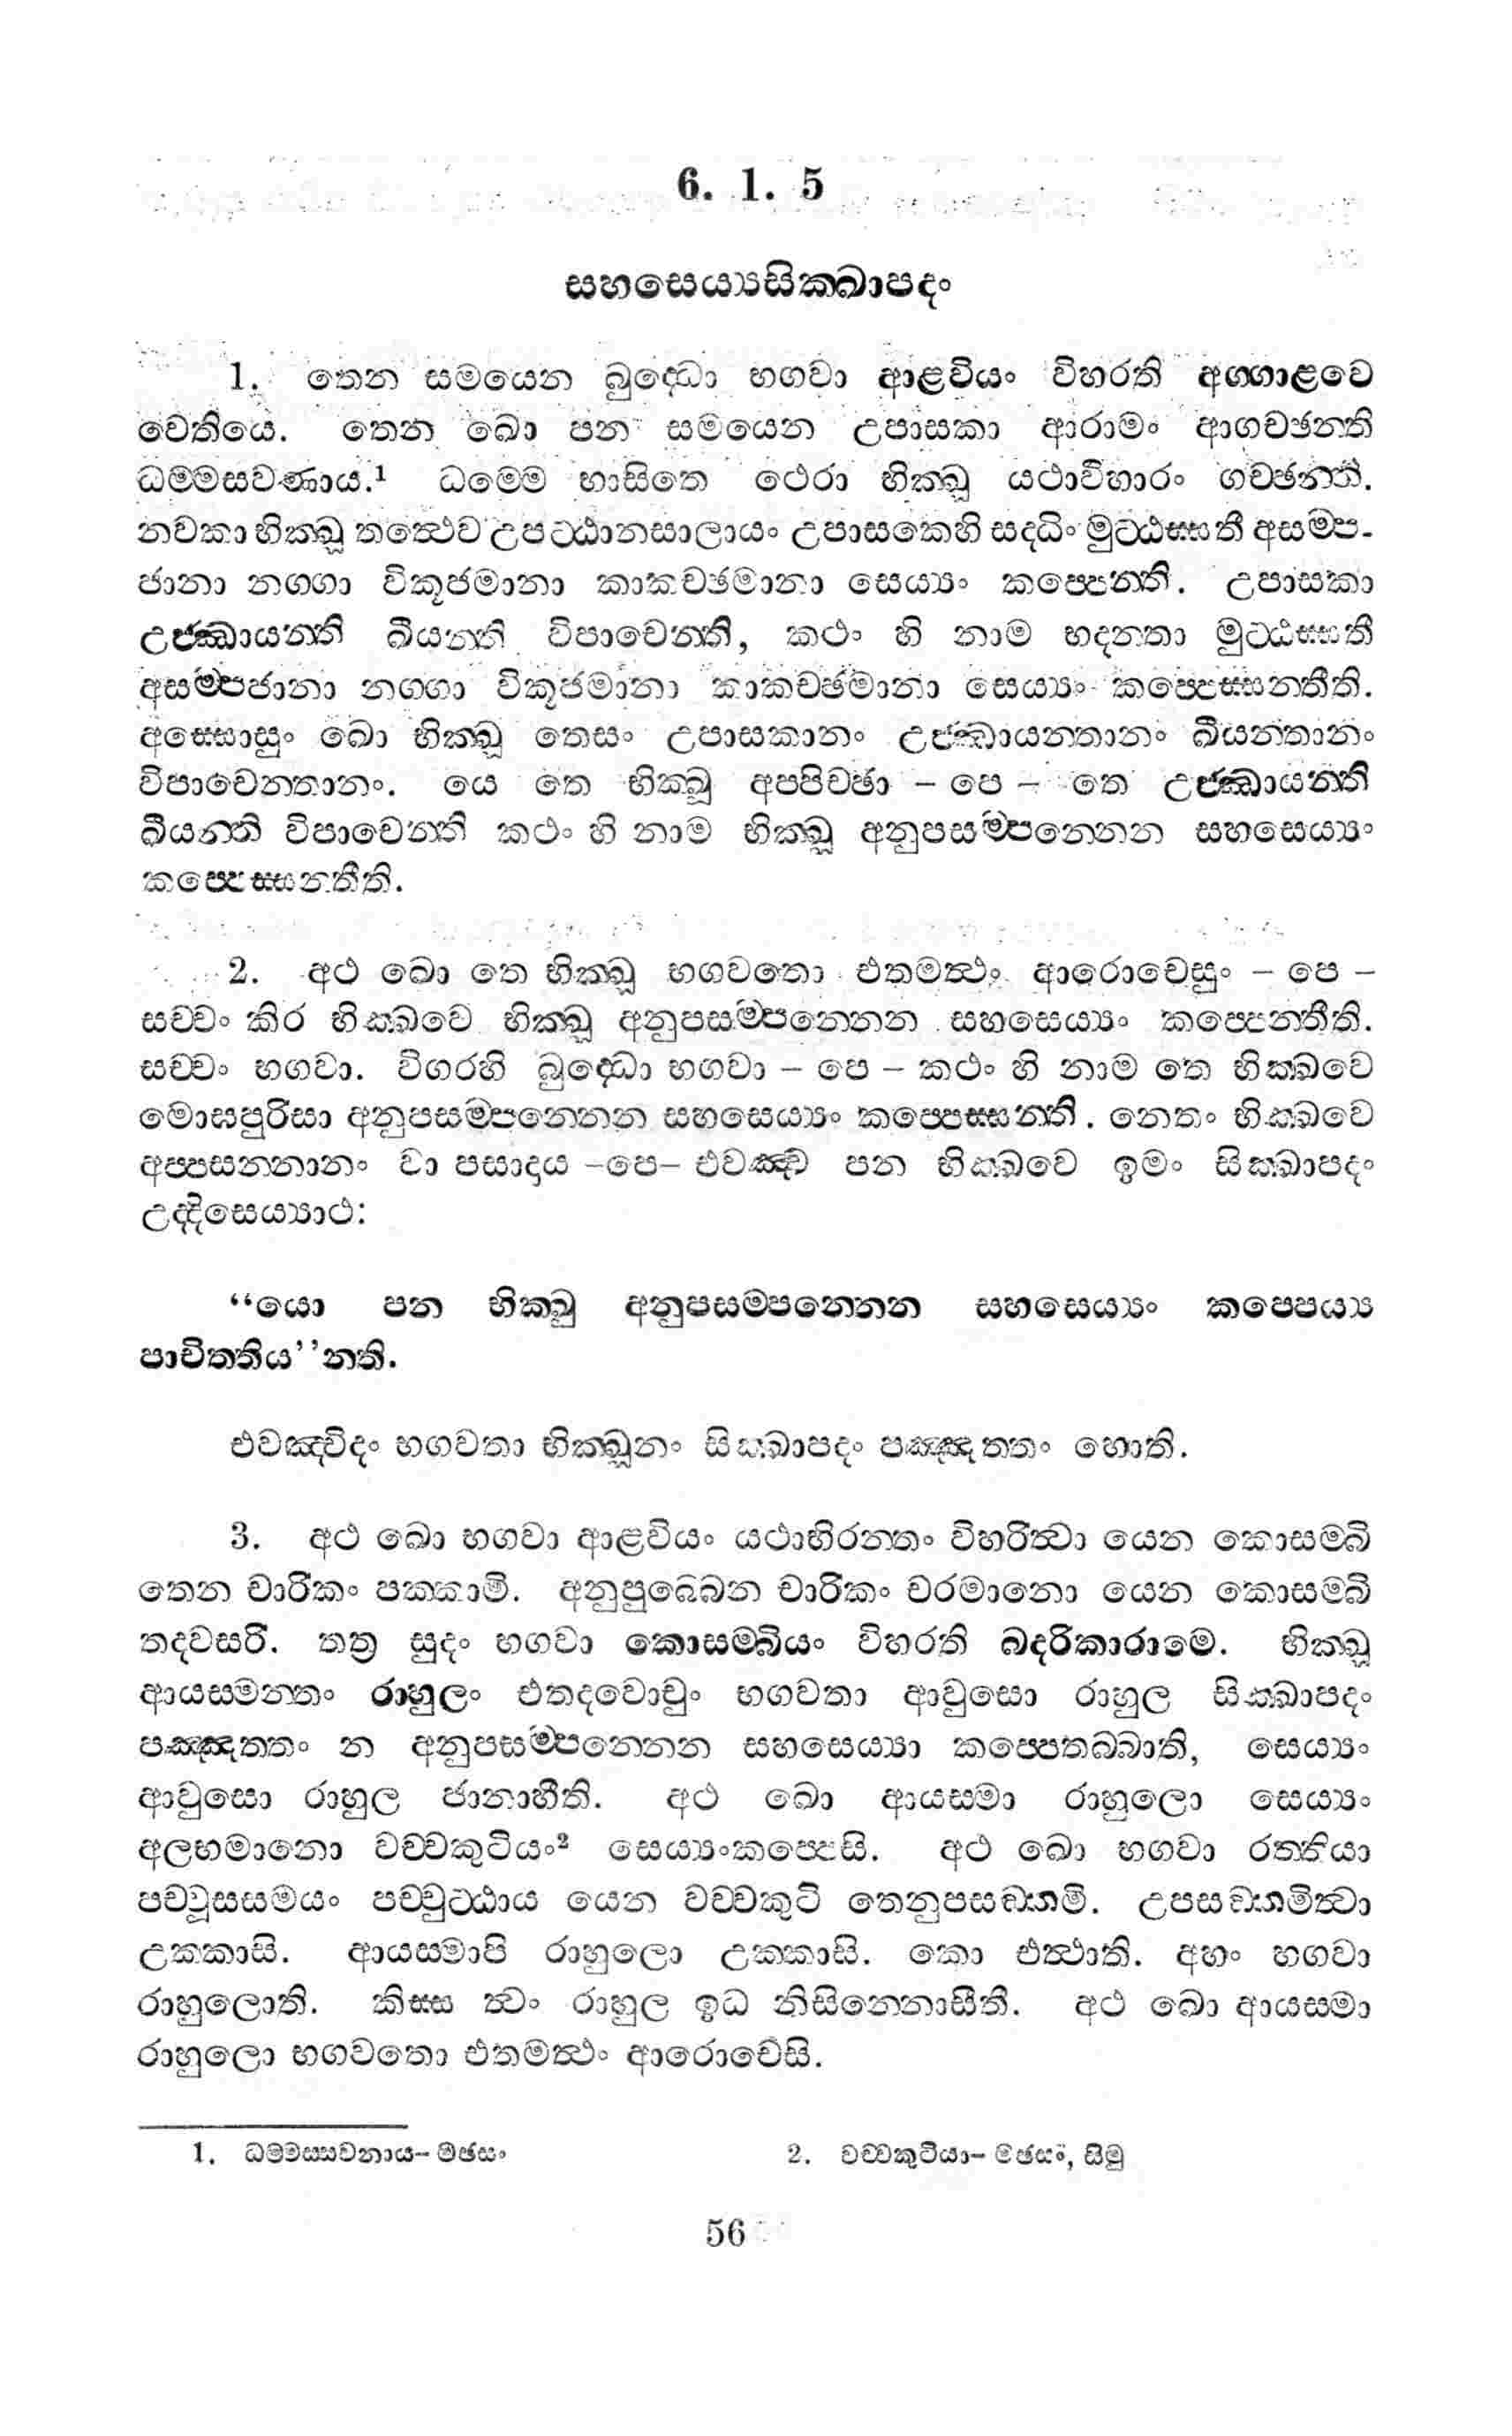 6. 1. 5
සහසෙය්‍යසික්ඛාපදං
1. තෙන සමයෙන බුද්ධො භගවා ආළවියං විහරති අග්ගාළවෙ
චෙතියෙ. තෙන ඛො පන සමයෙන උපාසකා ආරාමං ආගච්ඡන්ති
ධම්මසවණාය.¹ ධම්මෙ භාසිතෙ ථෙරා භික්ඛූ යථාවිහාරං ගච්ඡන්ති.
නවකා භික්ඛූ තත්ථෙව උපට්ඨානසාලායං උපාසකෙහි සද්ධිං මුට්ඨස්සතී අසම්ප-
ජානා නග්ගා විකූජමානා කාකච්ඡමානා සෙය්‍යං කප්පෙන්ති. උපාසකා
උජ්ඣායන්ති ඛීයන්ති විපාචෙන්ති, කථං හි නාම භදන්තා මුට්ඨස්සතී
අසම්පජානා නග්ගා විකූජමානා කාකච්ඡමානා සෙය්‍යං කප්පෙස්සන්තීති.
අස්සොසුං ඛො භික්ඛූ තෙසං උපාසකානං උජ්ඣායන්තානං ඛීයන්තානං
විපාචෙන්තානං. යෙ තෙ භික්ඛූ අප්පිච්ඡා – පෙ – තෙ උජ්ඣායන්ති
ඛීයන්ති විපාචෙන්ති කථං හි නාම භික්ඛූ අනුපසම්පන්නෙන සහසෙය්‍යං
කප්පෙස්සන්තීති.
2. අථ ඛො තෙ භික්ඛූ භගවතො එතමත්ථං ආරොචෙසුං – පෙ –
සච්චං කිර භික්ඛවෙ භික්ඛූ අනුපසම්පන්නෙන සහසෙය්‍යං කප්පෙන්තීති.
සච්චං භගවා. විගරහි බුද්ධො භගවා – පෙ – කථං හි නාම තෙ භික්ඛවෙ
මොඝපුරිසා අනුපසම්පන්නෙන සහසෙය්‍යං කප්පෙස්සන්ති. නෙතං භික්ඛවෙ
අප්පසන්නානං වා පසාදාය –පෙ– එවඤ්ච පන භික්ඛවෙ ඉමං සික්ඛාපදං
උද්දිසෙය්‍යාථ:
“යො පන භික්ඛු අනුපසම්පන්නෙන සහසෙය්‍යං කප්පෙය්‍ය
පාචිත්තිය’’න්ති.
එවඤ්චිදං භගවතා භික්ඛූනං සික්ඛාපදං පඤ්ඤත්තං හොති.
3. අථ ඛො භගවා ආළවියං යථාභිරන්තං විහරිත්වා යෙන කොසම්බි
තෙන චාරිකං පක්කාමි. අනුපුබ්බෙන චාරිකං චරමානො යෙන කොසම්බි
තදවසරි. තත්‍ර සුදං භගවා කොසම්බියං විහරති බදරිකාරාමෙ. භික්ඛූ
ආයස්මන්තං රාහුලං එතදවොචුං භගවතා ආවුසො රාහුල සික්ඛාපදං
පඤ්ඤත්තං න අනුපසම්පන්නෙන සහසෙය්‍යා කප්පෙතබ්බාති, සෙය්‍යං
ආවුසො රාහුල ජානාහීති. අථ ඛො ආයස්මා රාහුලො සෙය්‍යං
අලභමානො වච්චකුටියං² සෙය්‍යංකප්පෙසි. අථ ඛො භගවා රත්තියා
පච්චූසසමයං පච්චුට්ඨාය යෙන වච්චකුටි තෙනුපසඞ්කමි. උපසඞ්කමිත්වා
උක්කාසි. ආයස්මාපි රාහුලො උක්කාසි. කො එත්ථාති. අහං භගවා
රාහුලොති. කිස්ස ත්වං රාහුල ඉධ නිසින්නොසීති. අථ ඛො ආයස්මා
රාහුලො භගවතො එතමත්ථං ආරොචෙසි.
1. ධම්මස්සවනාය– මඡසං
2. වච්චකුටියා– මඡසං, සීමු
56